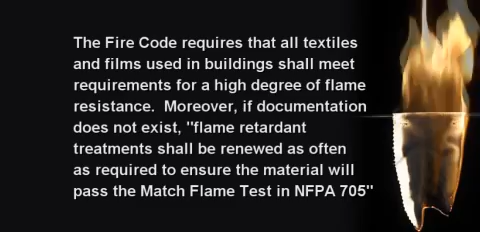 The Fire Code requires that all textiles
and films used in buildings shall meet
requirements for a high degree of flame
resistance.  Moreover, if documentation
does not exist, "flame retardant
treatments shall be renewed as often
as required to ensure the material will
pass the Match Flame Test in NFPA 705"